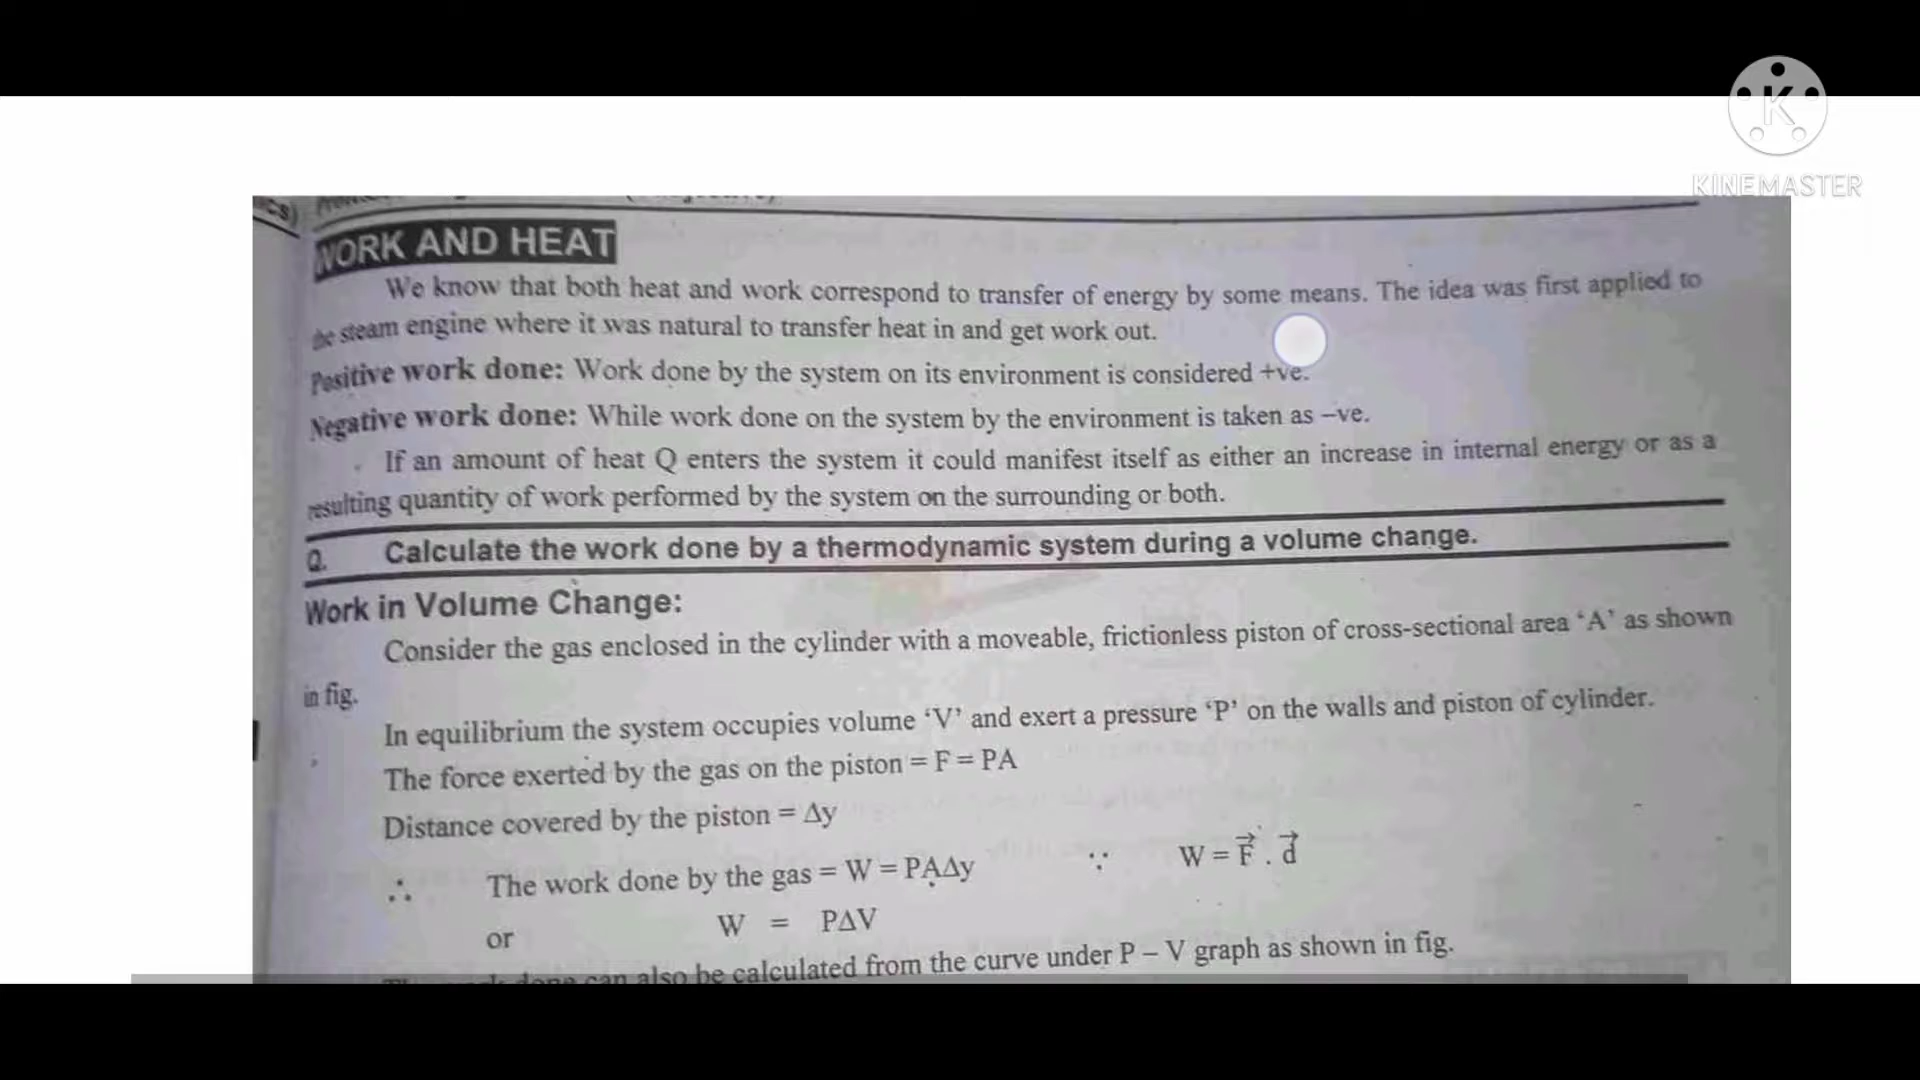 K
KINEMASTER
WORK AND HEAT
We know that both heat and work correspond to transfer of energy by some means. The idea was first applied to
the steam engine where it was natural to transfer heat in and get work out.
Positive work done: Work done by the system on its environment is considered +ve.
Negative work done: While work done on the system by the environment is taken as –ve.
If an amount of heat Q enters the system it could manifest itself as either an increase in internal energy or as a
resulting quantity of work performed by the system on the surrounding or both.
Q. Calculate the work done by a thermodynamic system during a volume change.
Work in Volume Change:
Consider the gas enclosed in the cylinder with a moveable, frictionless piston of cross-sectional area ‘A’ as shown
in fig.
In equilibrium the system occupies volume ‘V’ and exert a pressure ‘P’ on the walls and piston of cylinder.
The force exerted by the gas on the piston = F = PA
Distance covered by the piston = Δy
∴ The work done by the gas = W = PAΔy ∵ W = F⃗ . d⃗
or W = PΔV
done can also be calculated from the curve under P – V graph as shown in fig.